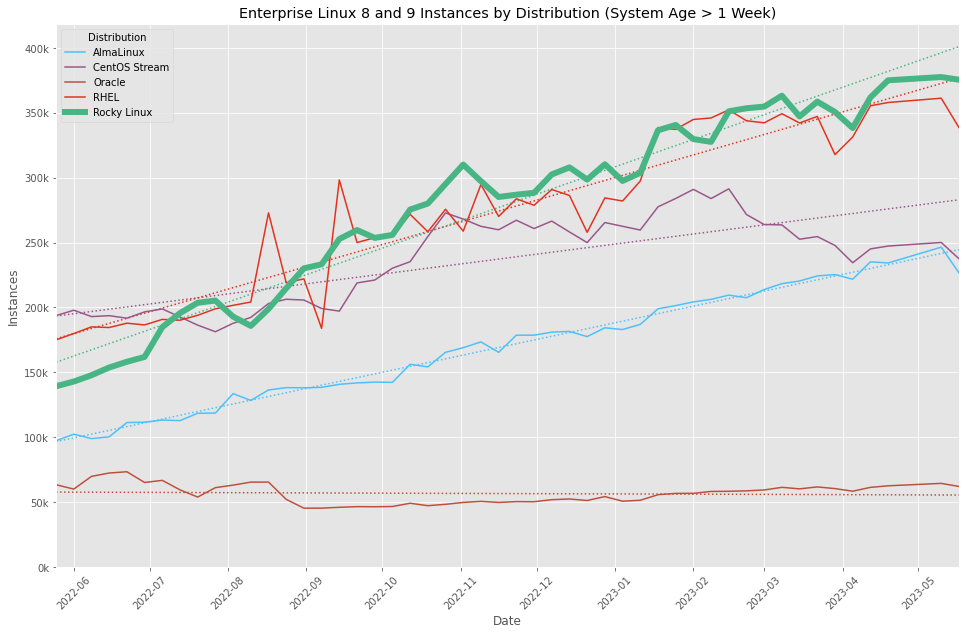 Enterprise Linux 8 and 9 Instances by Distribution (System Age > 1 Week)
Distribution
AlmaLinux
CentOS Stream
Oracle
RHEL
Rocky Linux
400k
350k
300k
250k
200k
150k
100k
50k
0k
Instances
2022-06
2022-07
2022-08
2022-09
2022-10
2022-11
2022-12
2023-01
2023-02
2023-03
2023-04
2023-05
Date